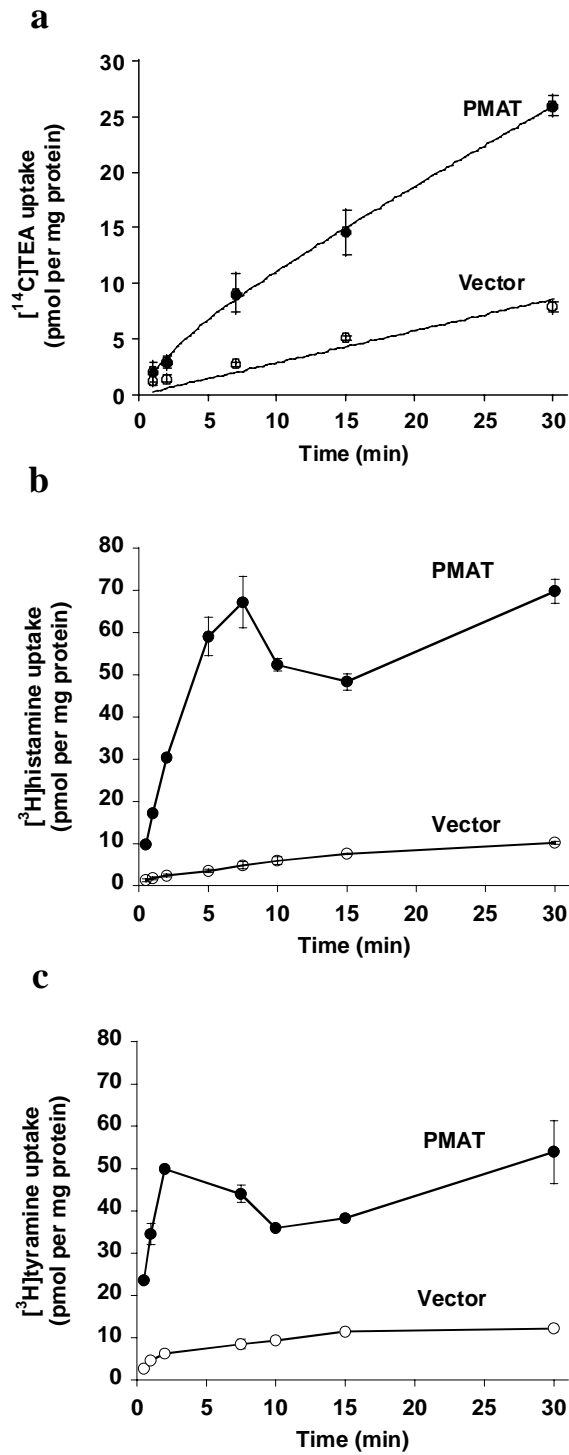 a
[¹⁴C]TEA uptake
(pmol per mg protein)
30
25
20
15
10
5
0
PMAT
Vector
0 5 10 15 20 25 30
Time (min)
b
[³H]histamine uptake
(pmol per mg protein)
80
70
60
50
40
30
20
10
0
PMAT
Vector
0 5 10 15 20 25 30
Time (min)
c
[³H]tyramine uptake
(pmol per mg protein)
80
70
60
50
40
30
20
10
0
PMAT
Vector
0 5 10 15 20 25 30
Time (min)